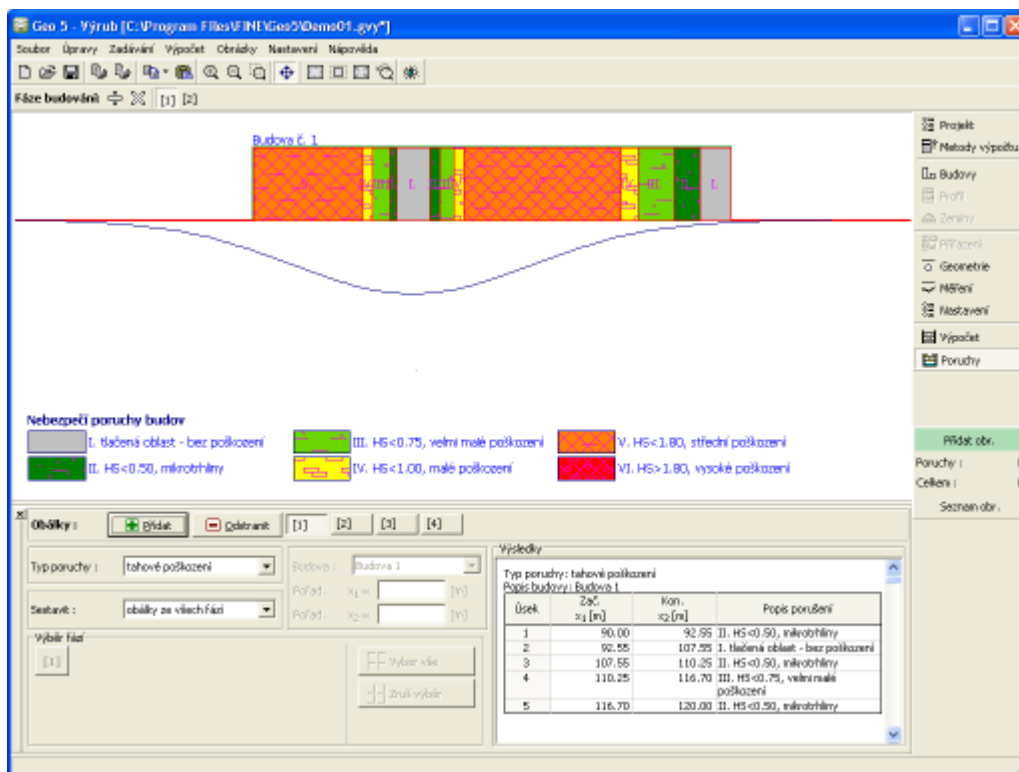 Geo 5 - Výrub [C:\Program Files\FINE\Geo5\Demo01.gvy*]
Soubor Úpravy Zadávání Výpočet Obrázky Nastavení Nápověda
Fáze budování: [1] [2]
Budova č. 1
L
L
Projekt
Metody výpočtu
Budovy
Profil
Zeminy
Přiřazení
Geometrie
Měření
Nastavení
Výpočet
Poruchy
Nebezpečí poruchy budov
I. tlačená oblast - bez poškození
III. HS<0.75, velmi malé poškození
V. HS<1.80, střední poškození
II. HS<0.50, mikrotrhliny
IV. HS<1.00, malé poškození
VI. HS>1.80, vysoké poškození
Přidat obr.
Poruchy :
Celkem :
Seznam obr.
Obálky : Přidat Odstranit [1] [2] [3] [4]
Typ poruchy : tahové poškození
Sestavit : obálky ze všech fází
Budova : Budova 1
Pořad. x1 = [m]
Pořad. x2 = [m]
Výběr fází
[1]
Vyber vše
Zruš výběr
Výsledky
Typ poruchy: tahové poškození
Popis budovy: Budova 1
Úsek Zač. x1 [m] Kon. x2 [m] Popis porušení
1 90.00 92.55 II. HS<0.50, mikrotrhliny
2 92.55 107.55 I. tlačená oblast - bez poškození
3 107.55 110.25 II. HS<0.50, mikrotrhliny
4 110.25 116.70 III. HS<0.75, velmi malé
poškození
5 116.70 120.00 II. HS<0.50, mikrotrhliny